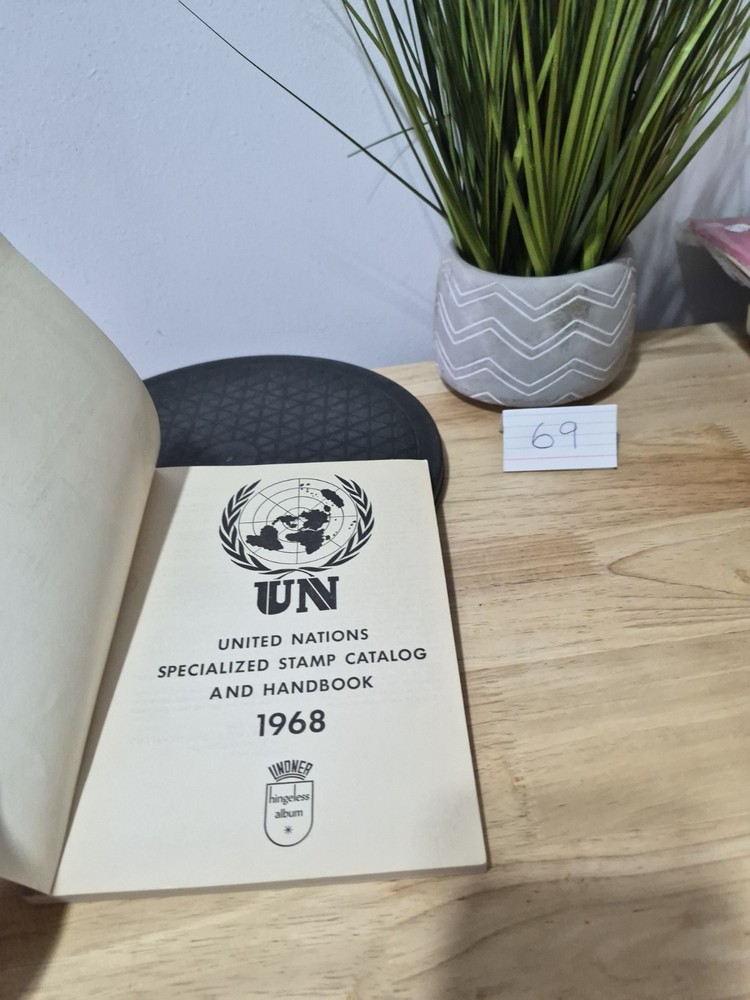 69
UN
UNITED NATIONS
SPECIALIZED STAMP CATALOG
AND HANDBOOK
1968
LINDNER
hingeless
album
*